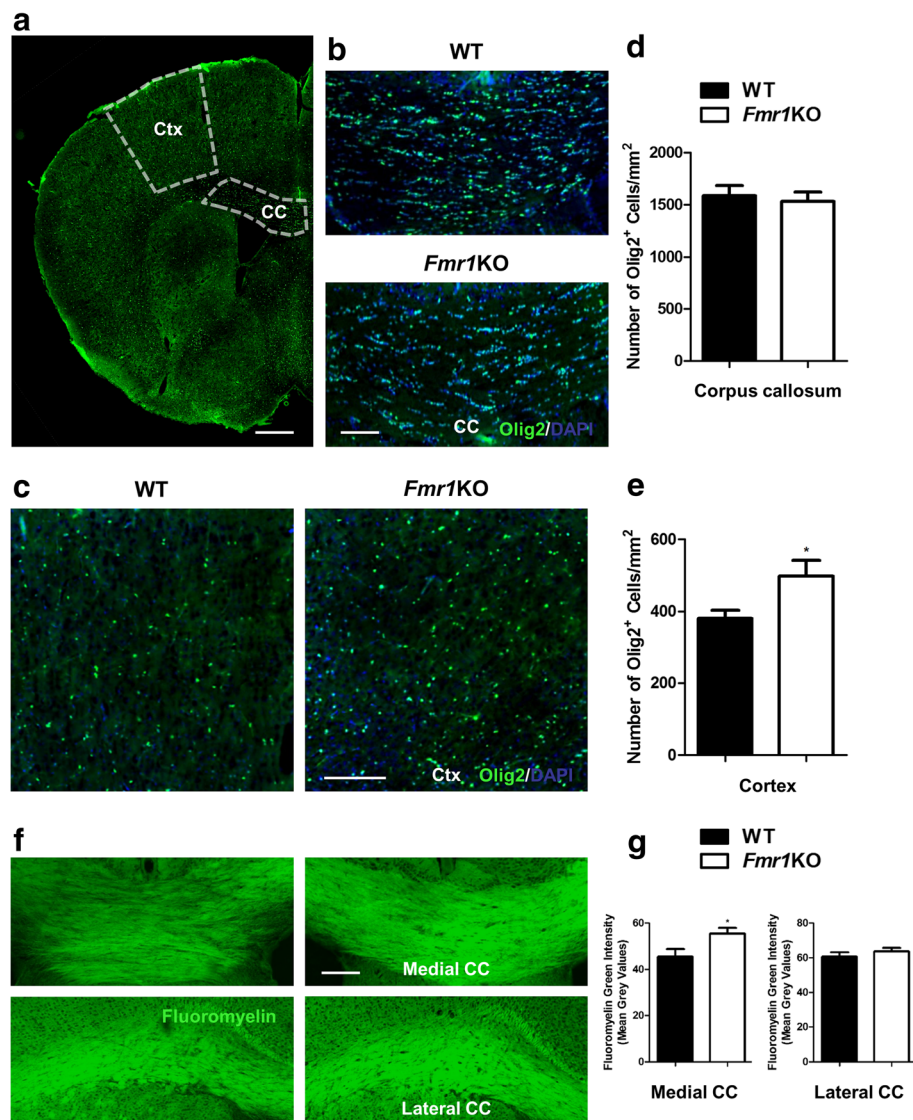 a
Ctx
CC
b
WT
Fmr1KO
CC Olig2/DAPI
d
WT
Fmr1KO
Number of Olig2⁺ Cells/mm²
2000
1500
1000
500
0
Corpus callosum
c
WT
Fmr1KO
Ctx Olig2/DAPI
e
Number of Olig2⁺ Cells/mm²
600
400
200
0
*
Cortex
f
Medial CC
Fluoromyelin
Lateral CC
g
WT
Fmr1KO
Fluoromyelin Green Intensity
(Mean Grey Values)
60
40
20
0
*
Medial CC
Fluoromyelin Green Intensity
(Mean Grey Values)
80
60
40
20
0
Lateral CC